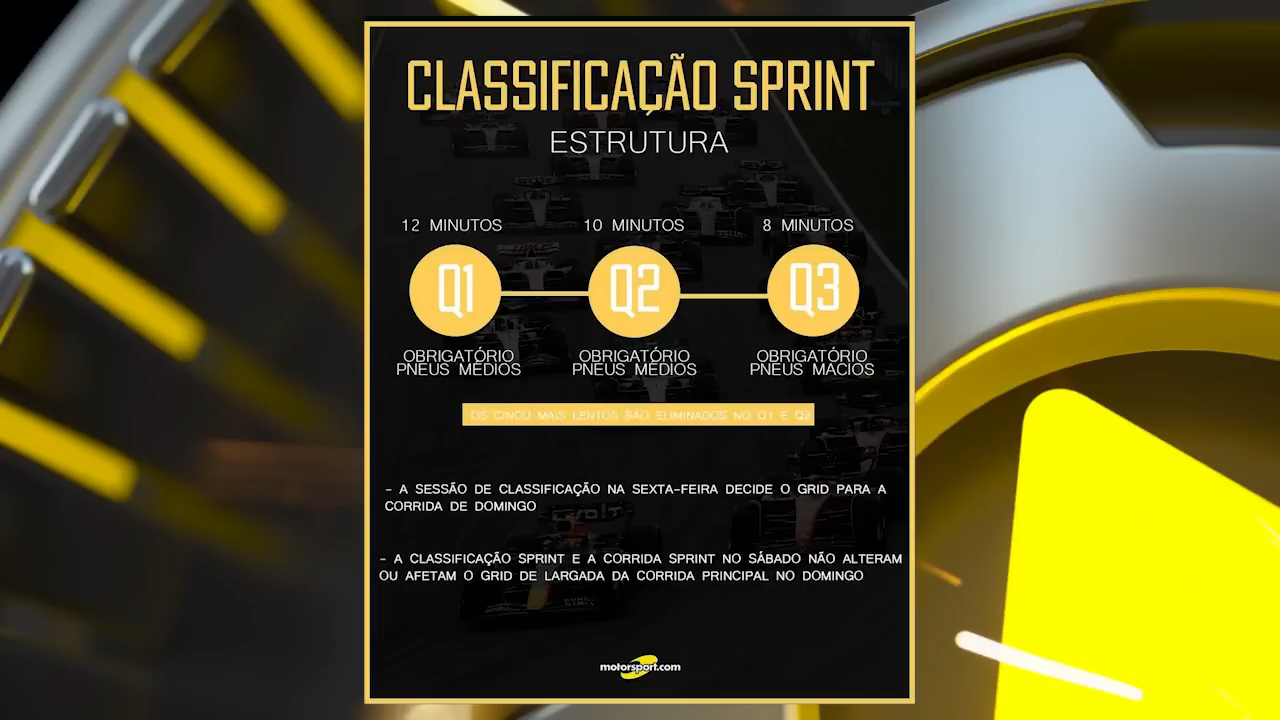 CLASSIFICAÇÃO SPRINT
ESTRUTURA
12 MINUTOS
10 MINUTOS
8 MINUTOS
Q1
Q2
Q3
OBRIGATÓRIO
PNEUS MÉDIOS
OBRIGATÓRIO
PNEUS MÉDIOS
OBRIGATÓRIO
PNEUS MACIOS
OS CINCO MAIS LENTOS SÃO ELIMINADOS NO Q1 E Q2
- A SESSÃO DE CLASSIFICAÇÃO NA SEXTA-FEIRA DECIDE O GRID PARA A
CORRIDA DE DOMINGO
- A CLASSIFICAÇÃO SPRINT E A CORRIDA SPRINT NO SÁBADO NÃO ALTERAM
OU AFETAM O GRID DE LARGADA DA CORRIDA PRINCIPAL NO DOMINGO
motorsport.com